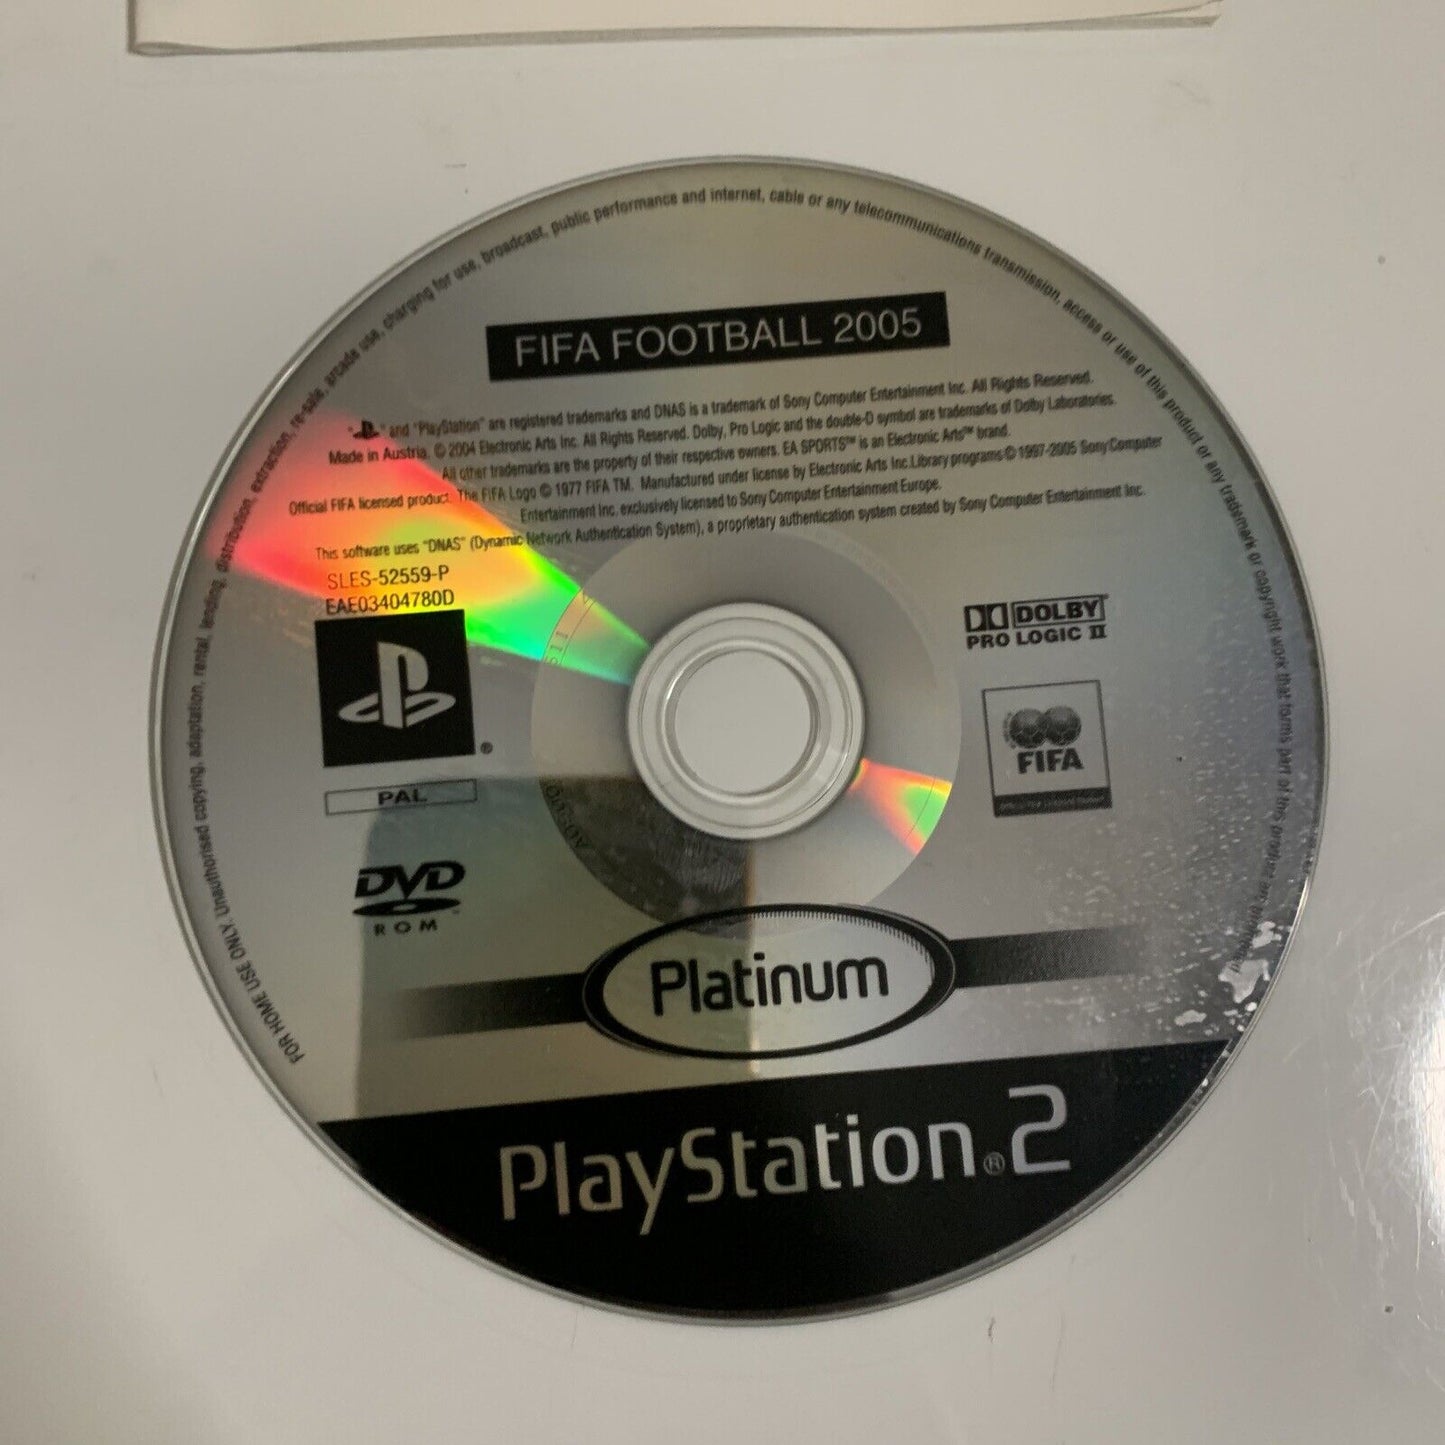 FOR HOME USE ONLY. Unauthorised copying, adaptation, rental, lending, distribution, extraction, re-sale, arcade use, charging for use, broadcast, public performance and internet, cable or any telecommunications transmission, access or use of this product or any trademark or copyright work that forms part of this product are
FIFA FOOTBALL 2005
" " and "PlayStation" are registered trademarks and DNAS is a trademark of Sony Computer Entertainment Inc. All Rights Reserved.
Made in Austria. © 2004 Electronic Arts Inc. All Rights Reserved. Dolby, Pro Logic and the double-D symbol are trademarks of Dolby Laboratories.
All other trademarks are the property of their respective owners. EA SPORTS™ is an Electronic Arts™ brand.
Official FIFA licensed product. The FIFA Logo © 1977 FIFA TM. Manufactured under license by Electronic Arts Inc.Library programs © 1997-2005 Sony Computer
Entertainment Inc, exclusively licensed to Sony Computer Entertainment Europe.
This software uses "DNAS" (Dynamic Network Authentication System), a proprietary authentication system created by Sony Computer Entertainment Inc.
SLES-52559-P
EAE03404780D
®
PAL
DVD
ROM
DOLBY
PRO LOGIC II
FIFA
Platinum
PlayStation®2